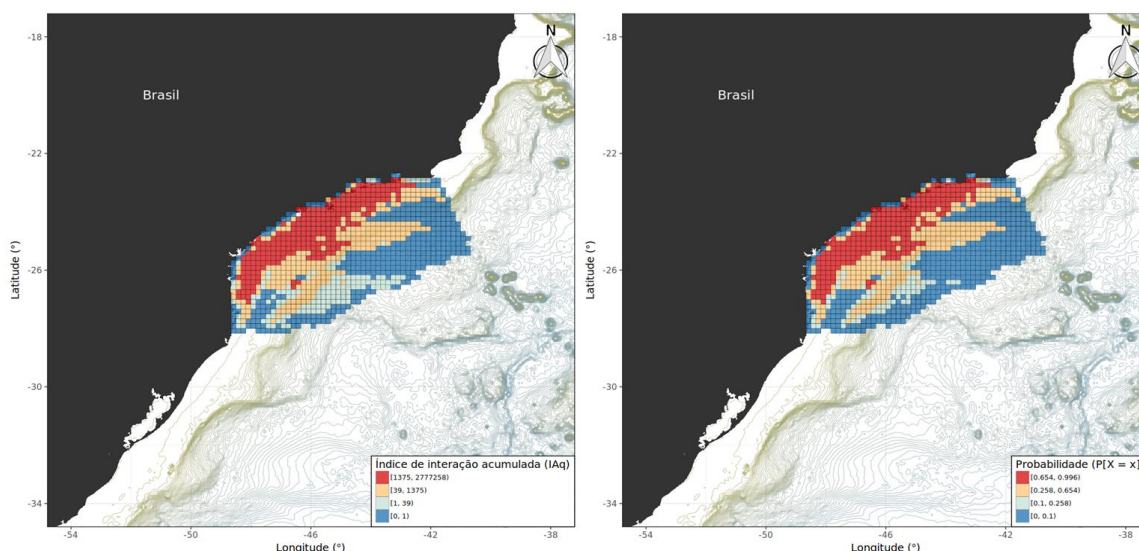 -18
-22
-26
-30
-34
Latitude (°)
Brasil
N
Índice de interação acumulada (IAq)
[1375, 2777258)
[39, 1375)
[1, 39)
[0, 1)
-54
-50
-46
-42
-38
Longitude (°)
-18
-22
-26
-30
-34
Latitude (°)
Brasil
N
Probabilidade (P[X = x]
[0.654, 0.996)
[0.258, 0.654)
[0.1, 0.258)
[0, 0.1)
-54
-50
-46
-42
-38
Longitude (°)